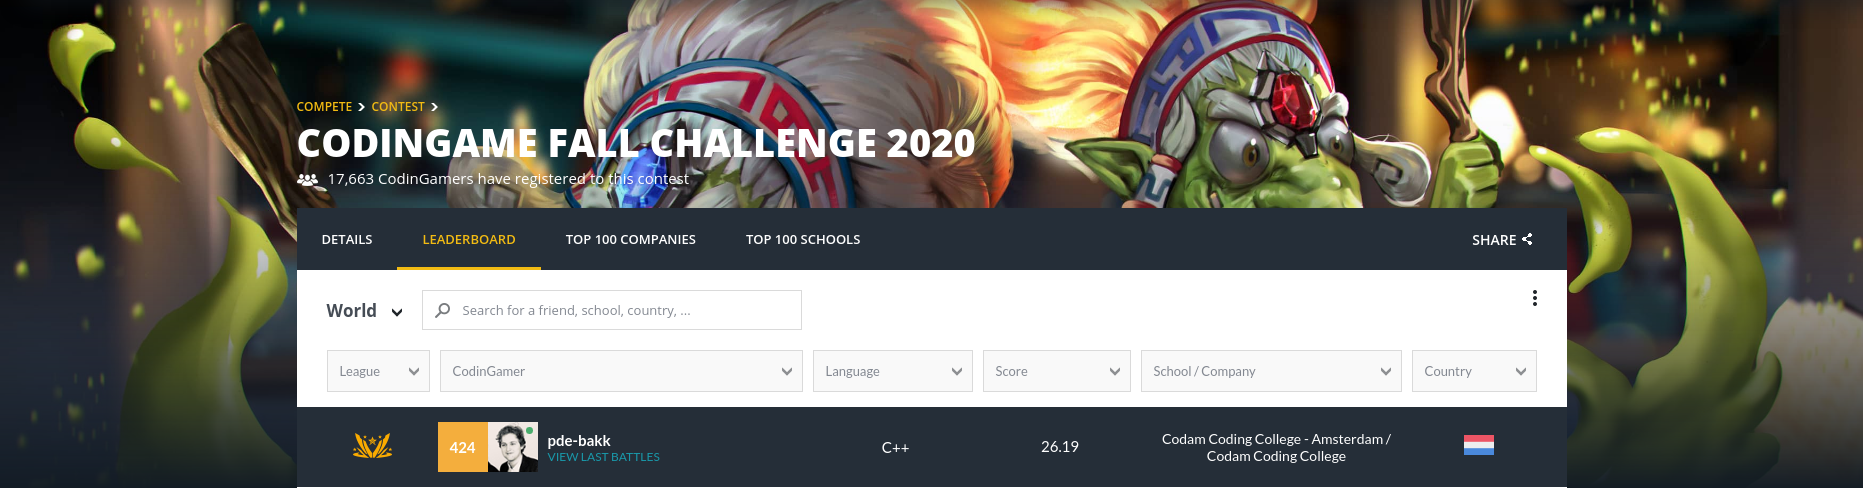 COMPETE > CONTEST >
CODINGAME FALL CHALLENGE 2020
17,663 CodinGamers have registered to this contest
DETAILS LEADERBOARD TOP 100 COMPANIES TOP 100 SCHOOLS SHARE
World Search for a friend, school, country, ...
League CodinGamer Language Score School / Company Country
424 pde-bakk C++ 26.19 Codam Coding College - Amsterdam /
VIEW LAST BATTLES Codam Coding College